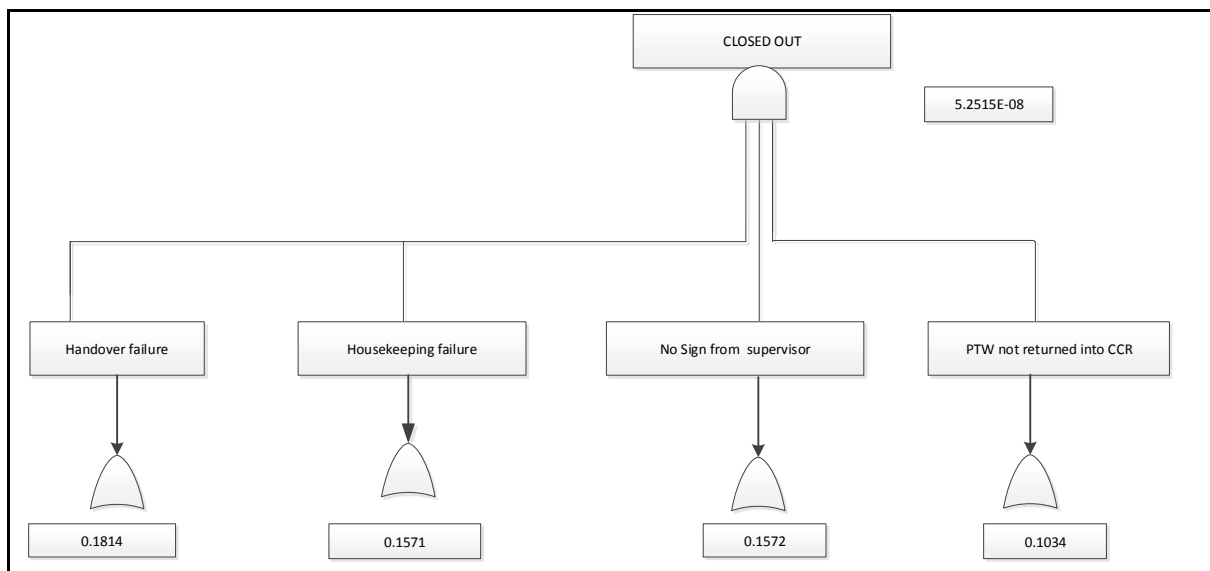 CLOSED OUT
5.2515E-08
Handover failure
Housekeeping failure
No Sign from supervisor
PTW not returned into CCR
0.1814
0.1571
0.1572
0.1034